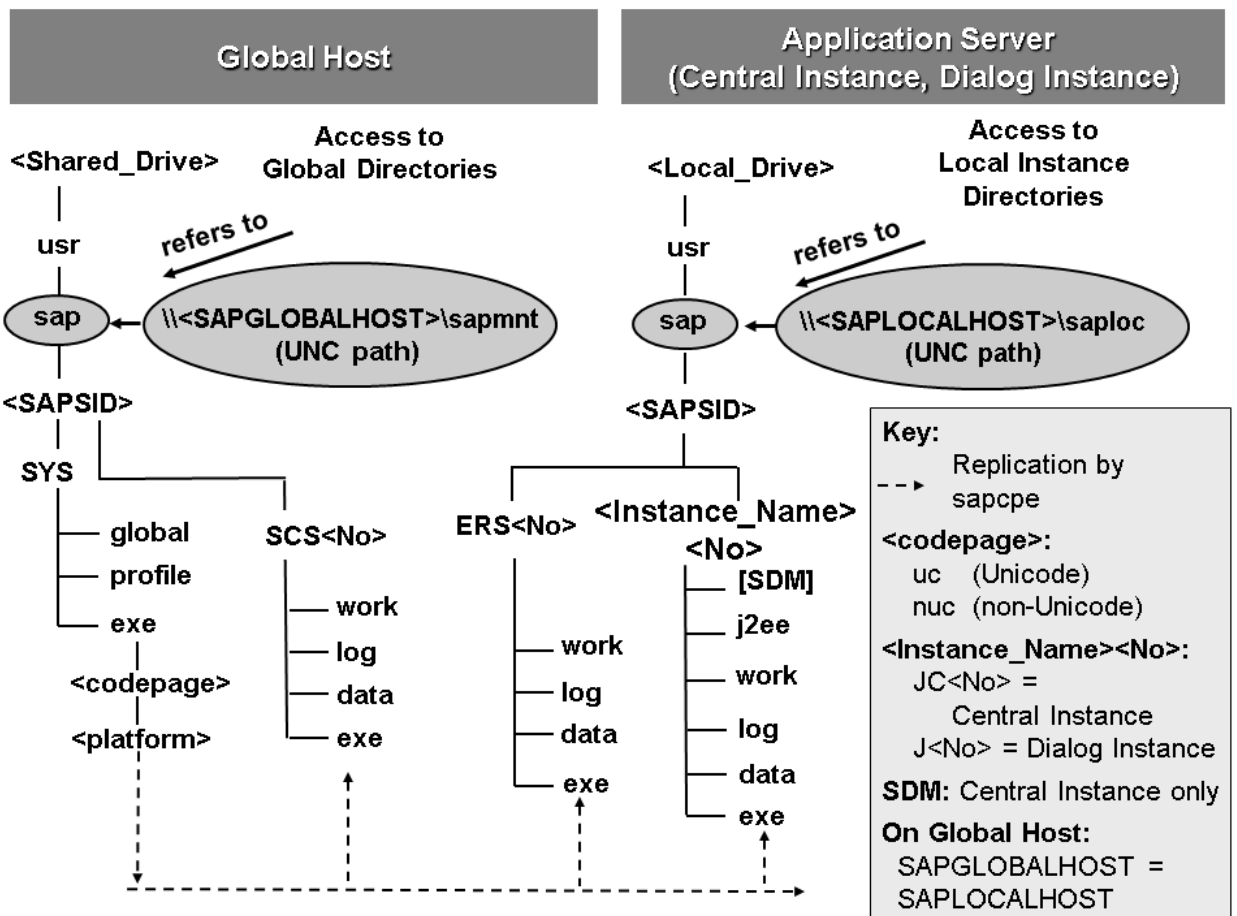 Global Host
Application Server
(Central Instance, Dialog Instance)
Access to
Global Directories
<Shared_Drive>
usr
refers to
sap
\\<SAPGLOBALHOST>\sapmnt
(UNC path)
<SAPSID>
SYS
global
profile
exe
<codepage>
<platform>
SCS<No>
work
log
data
exe
Access to
Local Instance
Directories
<Local_Drive>
usr
refers to
sap
\\<SAPLOCALHOST>\saploc
(UNC path)
<SAPSID>
ERS<No>
work
log
data
exe
<Instance_Name>
<No>
[SDM]
j2ee
work
log
data
exe
Key:
Replication by
sapcpe
<codepage>:
uc (Unicode)
nuc (non-Unicode)
<Instance_Name><No>:
JC<No> =
Central Instance
J<No> = Dialog Instance
SDM: Central Instance only
On Global Host:
SAPGLOBALHOST =
SAPLOCALHOST